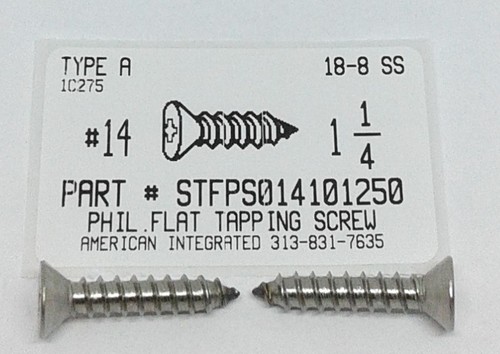 TYPE A 18-8 SS
1C275
#14 1 1/4
PART # STFPS014101250
PHIL.FLAT TAPPING SCREW
AMERICAN INTEGRATED 313-831-7635